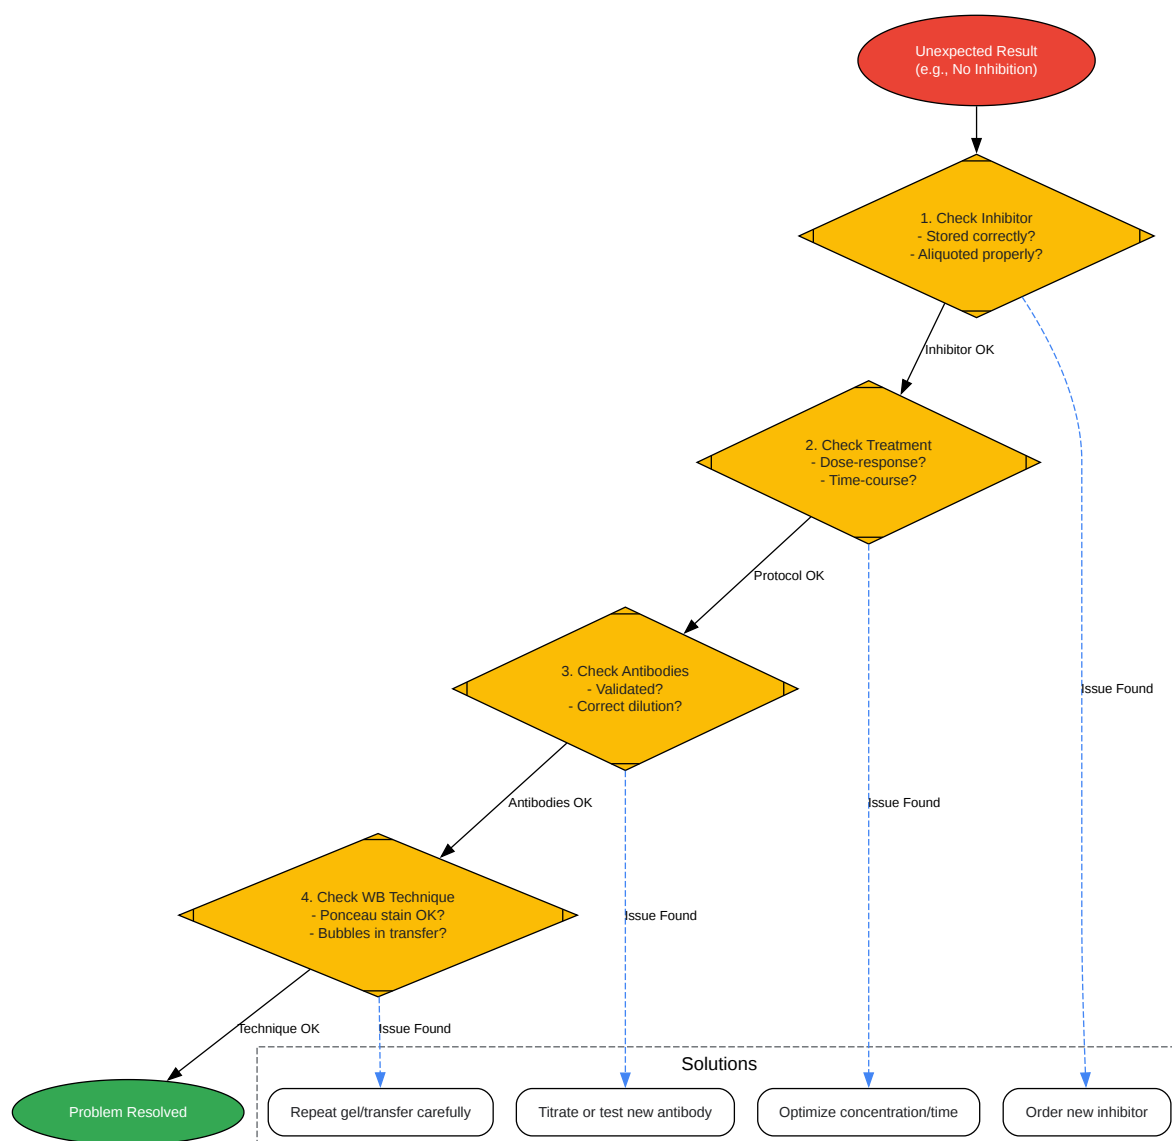 Unexpected Result
(e.g., No Inhibition)
1. Check Inhibitor
- Stored correctly?
- Aliquoted properly?
Inhibitor OK
2. Check Treatment
- Dose-response?
- Time-course?
Protocol OK
3. Check Antibodies
- Validated?
- Correct dilution?
Issue Found
Antibodies OK
Issue Found
4. Check WB Technique
- Ponceau stain OK?
- Bubbles in transfer?
Issue Found
Technique OK
Issue Found
Solutions
Problem Resolved
Repeat gel/transfer carefully
Titrate or test new antibody
Optimize concentration/time
Order new inhibitor